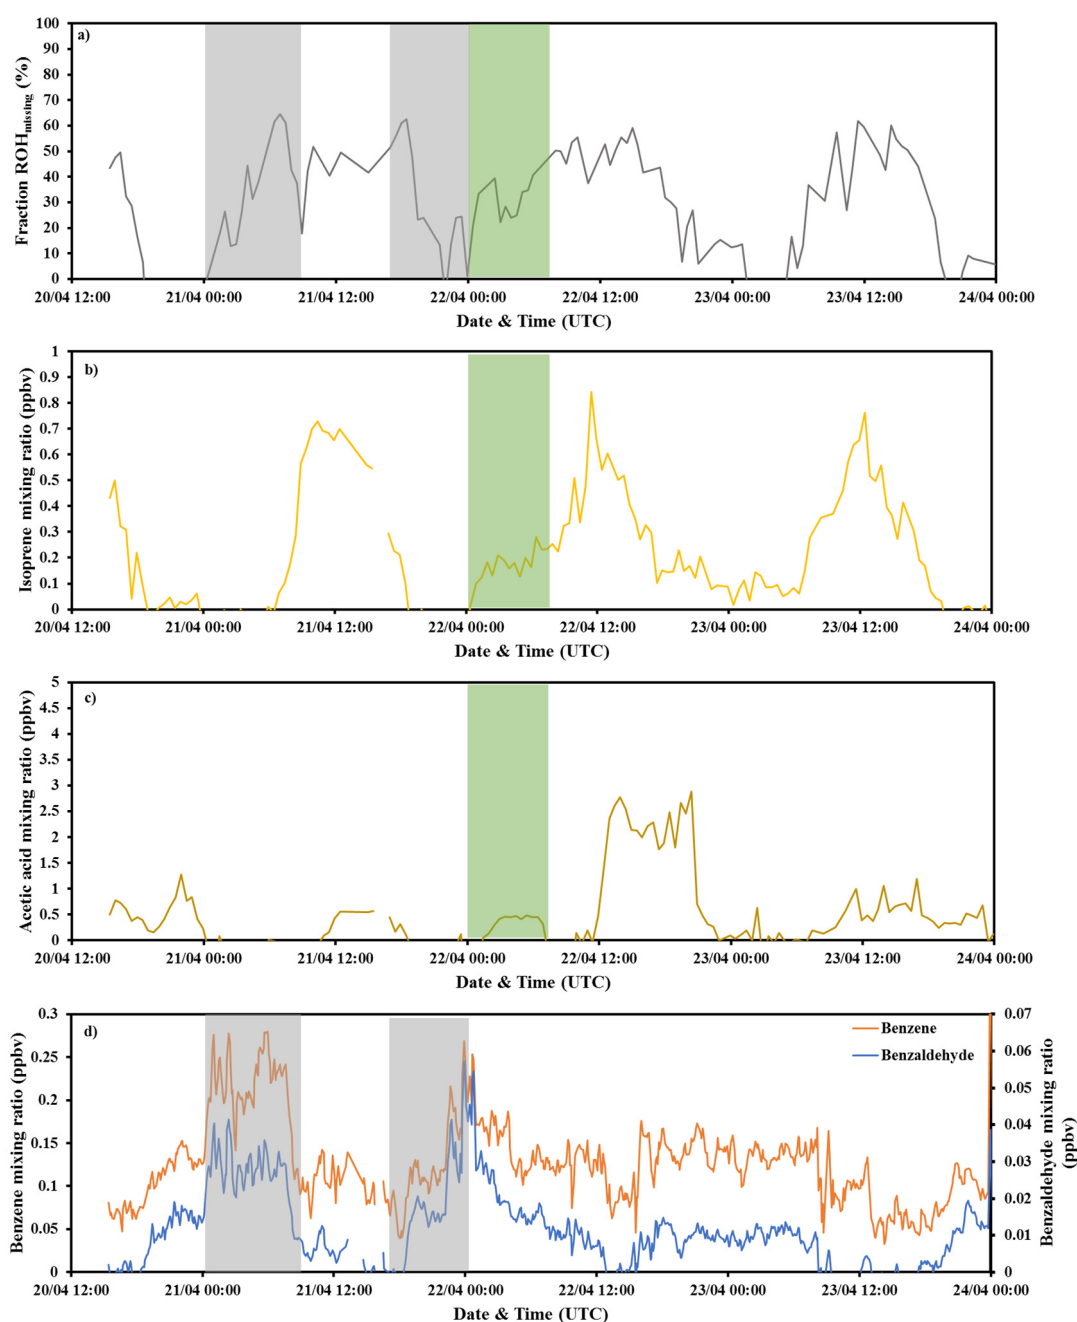 a)
Fraction ROHmissing (%)
100
90
80
70
60
50
40
30
20
10
0
20/04 12:00 21/04 00:00 21/04 12:00 22/04 00:00 22/04 12:00 23/04 00:00 23/04 12:00 24/04 00:00
Date & Time (UTC)
b)
Isoprene mixing ratio (ppbv)
1
0.9
0.8
0.7
0.6
0.5
0.4
0.3
0.2
0.1
0
20/04 12:00 21/04 00:00 21/04 12:00 22/04 00:00 22/04 12:00 23/04 00:00 23/04 12:00 24/04 00:00
Date & Time (UTC)
c)
Acetic acid mixing ratio (ppbv)
5
4.5
4
3.5
3
2.5
2
1.5
1
0.5
0
20/04 12:00 21/04 00:00 21/04 12:00 22/04 00:00 22/04 12:00 23/04 00:00 23/04 12:00 24/04 00:00
Date & Time (UTC)
d)
Benzene mixing ratio (ppbv)
0.3
0.25
0.2
0.15
0.1
0.05
0
Benzene
Benzaldehyde
0.07
0.06
0.05
0.04
0.03
0.02
0.01
0
Benzaldehyde mixing ratio
(ppbv)
20/04 12:00 21/04 00:00 21/04 12:00 22/04 00:00 22/04 12:00 23/04 00:00 23/04 12:00 24/04 00:00
Date & Time (UTC)